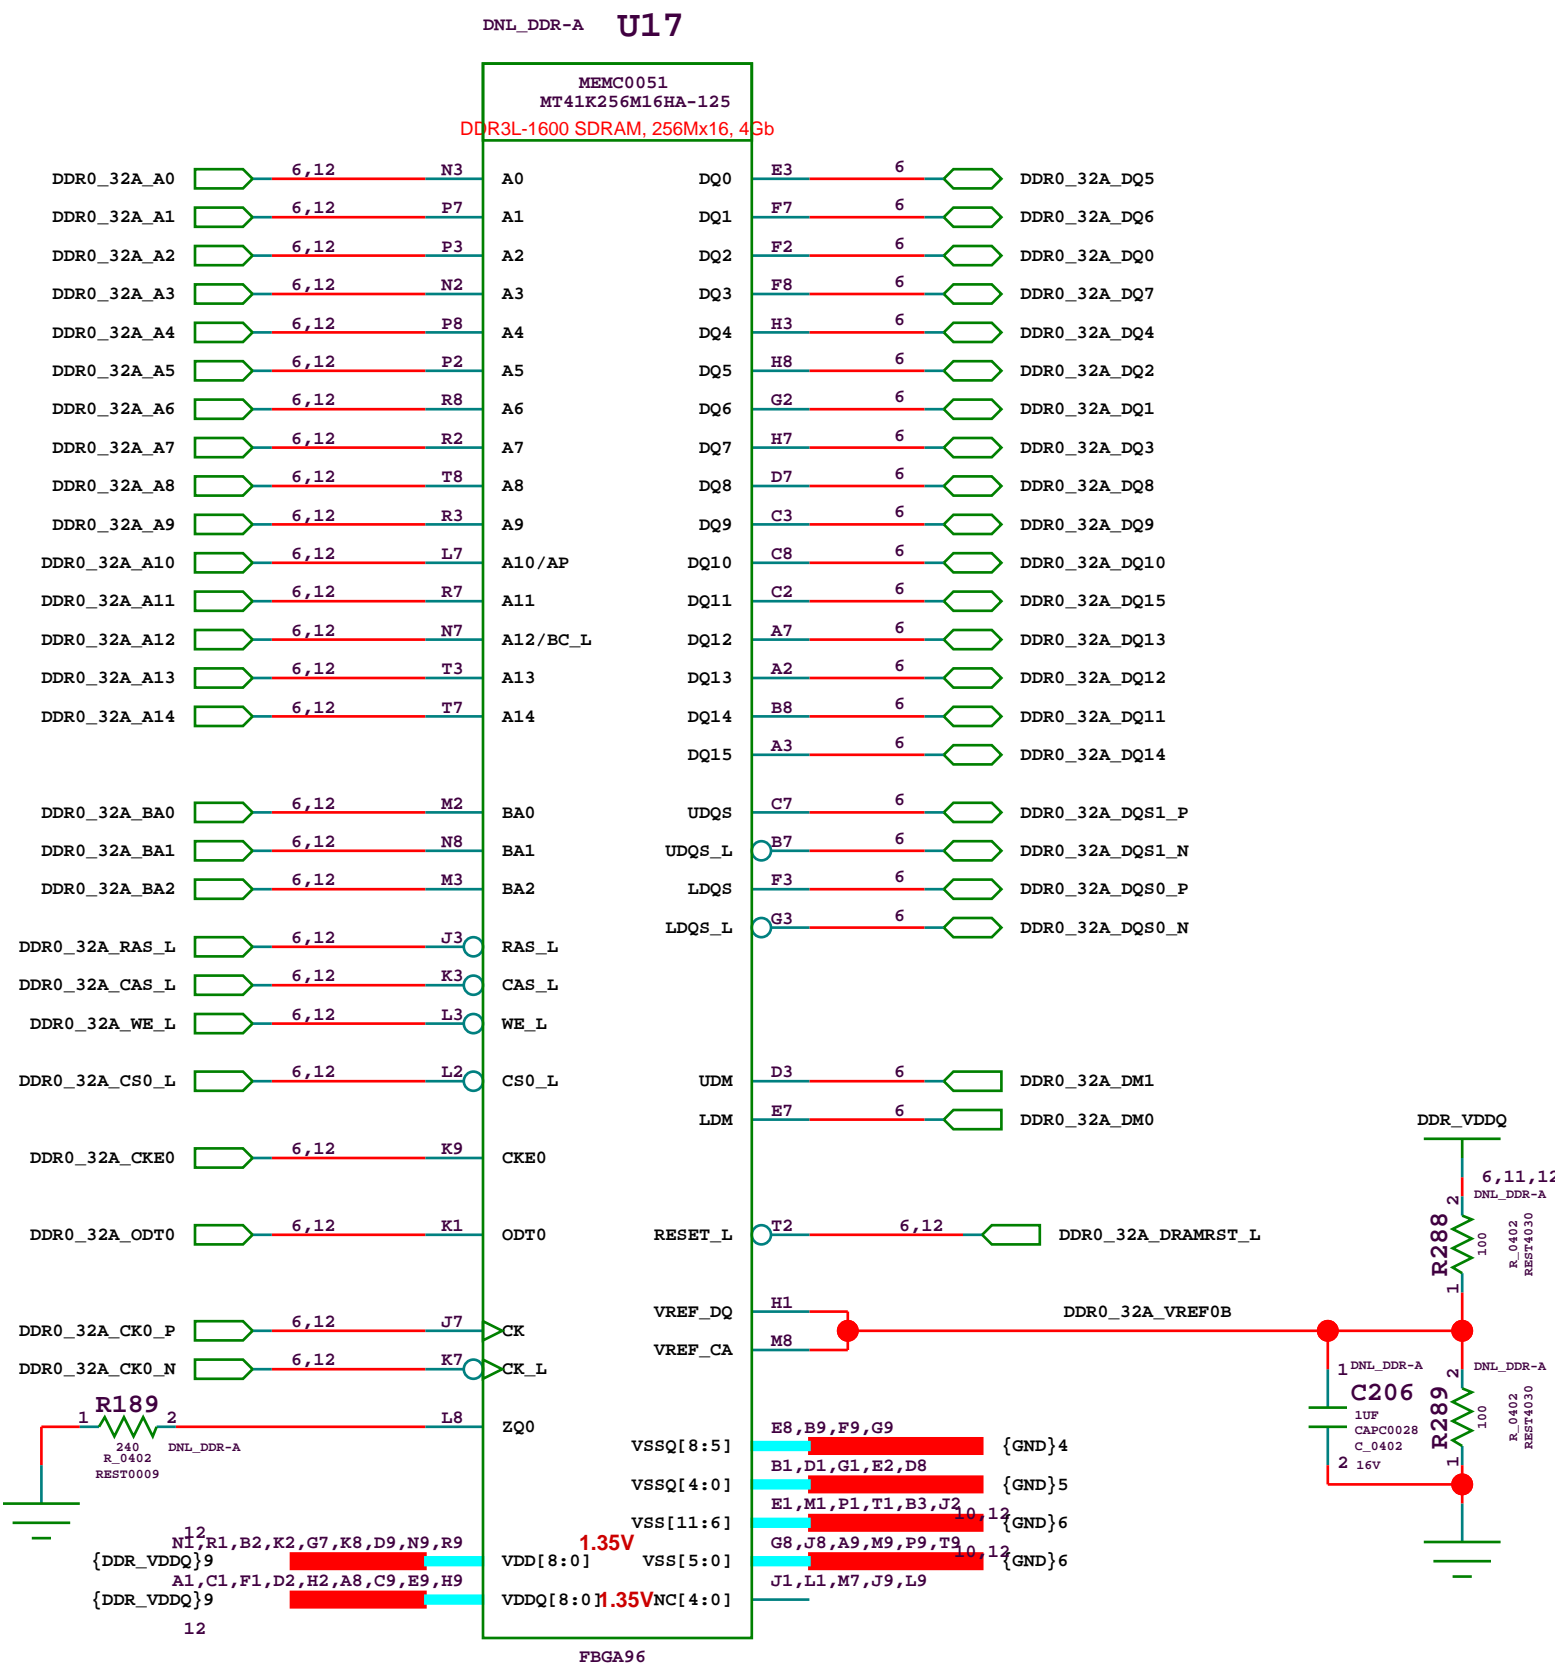 DNL_DDR-A U17
MEMC0051
MT41K256M16HA-125
DDR3L-1600 SDRAM, 256Mx16, 4Gb
DDR0_32A_A0 6,12 N3 A0 DQ0 E3 6 DDR0_32A_DQ5
DDR0_32A_A1 6,12 P7 A1 DQ1 F7 6 DDR0_32A_DQ6
DDR0_32A_A2 6,12 P3 A2 DQ2 F2 6 DDR0_32A_DQ0
DDR0_32A_A3 6,12 N2 A3 DQ3 F8 6 DDR0_32A_DQ7
DDR0_32A_A4 6,12 P8 A4 DQ4 H3 6 DDR0_32A_DQ4
DDR0_32A_A5 6,12 P2 A5 DQ5 H8 6 DDR0_32A_DQ2
DDR0_32A_A6 6,12 R8 A6 DQ6 G2 6 DDR0_32A_DQ1
DDR0_32A_A7 6,12 R2 A7 DQ7 H7 6 DDR0_32A_DQ3
DDR0_32A_A8 6,12 T8 A8 DQ8 D7 6 DDR0_32A_DQ8
DDR0_32A_A9 6,12 R3 A9 DQ9 C3 6 DDR0_32A_DQ9
DDR0_32A_A10 6,12 L7 A10/AP DQ10 C8 6 DDR0_32A_DQ10
DDR0_32A_A11 6,12 R7 A11 DQ11 C2 6 DDR0_32A_DQ15
DDR0_32A_A12 6,12 N7 A12/BC_L DQ12 A7 6 DDR0_32A_DQ13
DDR0_32A_A13 6,12 T3 A13 DQ13 A2 6 DDR0_32A_DQ12
DDR0_32A_A14 6,12 T7 A14 DQ14 B8 6 DDR0_32A_DQ11
DQ15 A3 6 DDR0_32A_DQ14
DDR0_32A_BA0 6,12 M2 BA0 UDQS C7 6 DDR0_32A_DQS1_P
DDR0_32A_BA1 6,12 N8 BA1 UDQS_L B7 6 DDR0_32A_DQS1_N
DDR0_32A_BA2 6,12 M3 BA2 LDQS F3 6 DDR0_32A_DQS0_P
LDQS_L G3 6 DDR0_32A_DQS0_N
DDR0_32A_RAS_L 6,12 J3 RAS_L
DDR0_32A_CAS_L 6,12 K3 CAS_L
DDR0_32A_WE_L 6,12 L3 WE_L
DDR0_32A_CS0_L 6,12 L2 CS0_L UDM D3 6 DDR0_32A_DM1
LDM E7 6 DDR0_32A_DM0
DDR_VDDQ
DDR0_32A_CKE0 6,12 K9 CKE0
6,11,12
DDR0_32A_ODT0 6,12 K1 ODT0 RESET_L T2 6,12 DDR0_32A_DRAMRST_L
2 DNL_DDR-A
R288 100 R_0402 REST4030
1
VREF_DQ H1 DDR0_32A_VREF0B
DDR0_32A_CK0_P 6,12 J7 CK
VREF_CA M8
DDR0_32A_CK0_N 6,12 K7 CK_L
1 DNL_DDR-A
C206
1UF
CAPC0028
C_0402
2 16V
2 DNL_DDR-A
R289 100 R_0402 REST4030
1
R189
1 2 L8 ZQ0
240 DNL_DDR-A
R_0402
REST0009
VSSQ[8:5] E8,B9,F9,G9 {GND}4
VSSQ[4:0] B1,D1,G1,E2,D8 {GND}5
VSS[11:6] E1,M1,P1,T1,B3,J2 10,12 {GND}6
12
{DDR_VDDQ}9 N1,R1,B2,K2,G7,K8,D9,N9,R9 VDD[8:0] 1.35V VSS[5:0] G8,J8,A9,M9,P9,T9 10,12 {GND}6
{DDR_VDDQ}9 A1,C1,F1,D2,H2,A8,C9,E9,H9 VDDQ[8:0] 1.35V NC[4:0] J1,L1,M7,J9,L9
12
FBGA96